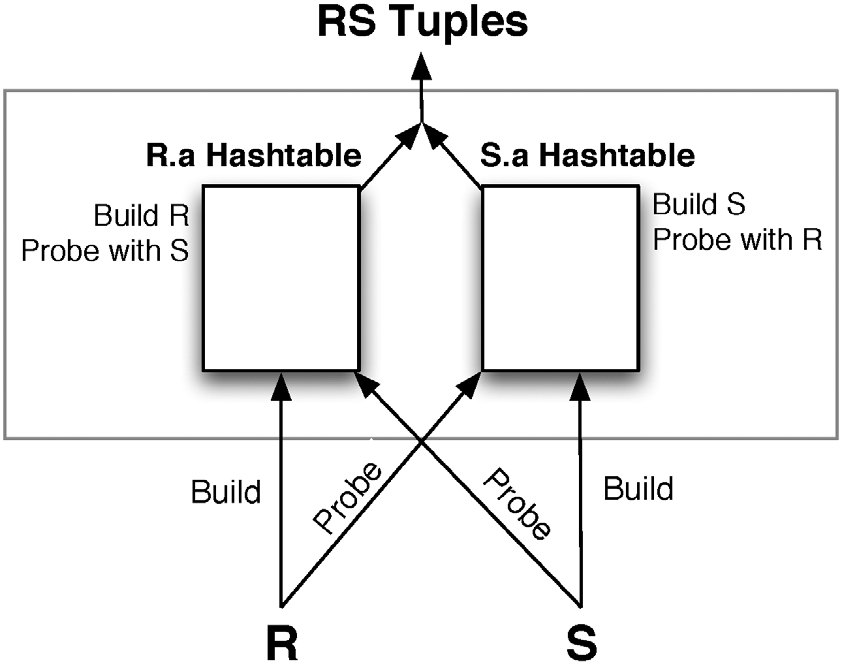 RS Tuples
R.a Hashtable
S.a Hashtable
Build R
Probe with S
Build S
Probe with R
Build
Probe
Probe
Build
R
S